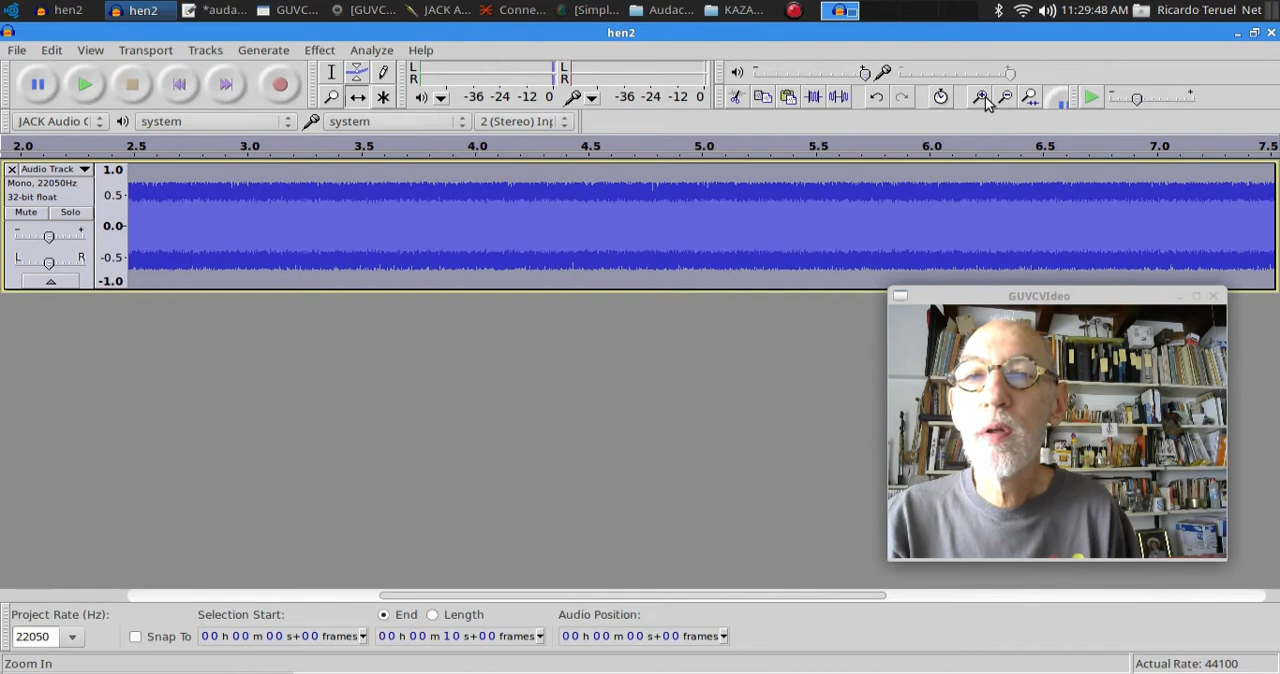 hen2 hen2 *auda... GUVC... [GUVC... JACK A... Conne... [Simpl... Audac... KAZA... 11:29:48 AM Ricardo Teruel Net
hen2
File Edit View Transport Tracks Generate Effect Analyze Help
L
R
L
R
-36 -24 -12 0
-36 -24 -12 0
JACK Audio C system system 2 (Stereo) Inp
2.0 2.5 3.0 3.5 4.0 4.5 5.0 5.5 6.0 6.5 7.0 7.5
Audio Track
Mono, 22050Hz
32-bit float
Mute Solo
- +
L R
1.0
0.5
0.0
-0.5
-1.0
GUVCVIdeo
Project Rate (Hz): Selection Start: End Length Audio Position:
22050 Snap To 00 h 00 m 00 s+00 frames 00 h 00 m 10 s+00 frames 00 h 00 m 00 s+00 frames
Zoom In Actual Rate: 44100